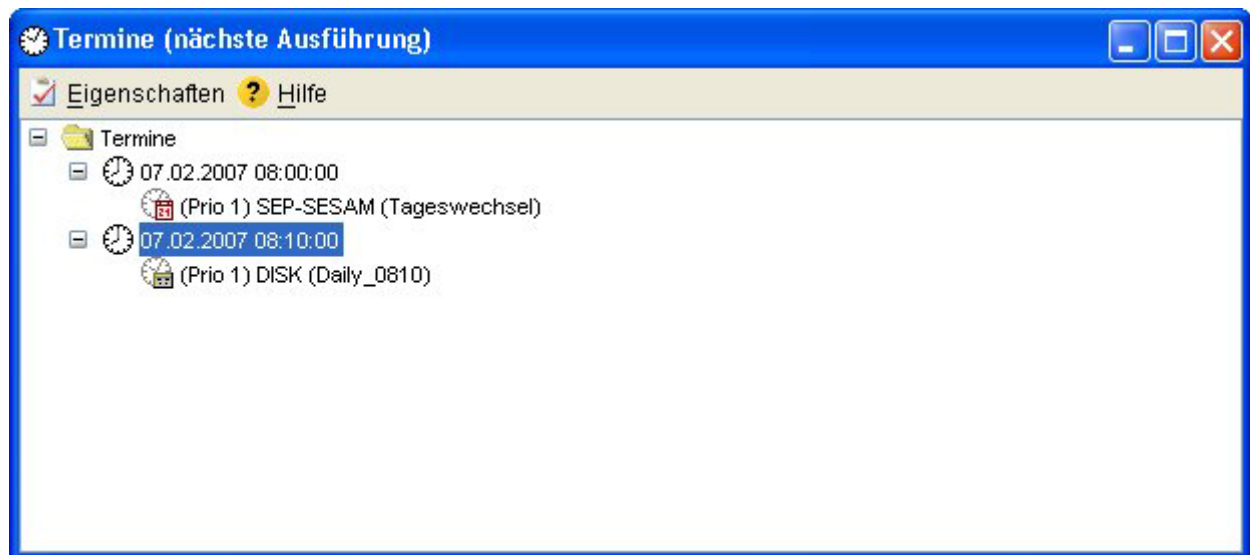 Termine (nächste Ausführung)
Eigenschaften ? Hilfe
Termine
07.02.2007 08:00:00
(Prio 1) SEP-SESAM (Tageswechsel)
07.02.2007 08:10:00
(Prio 1) DISK (Daily_0810)